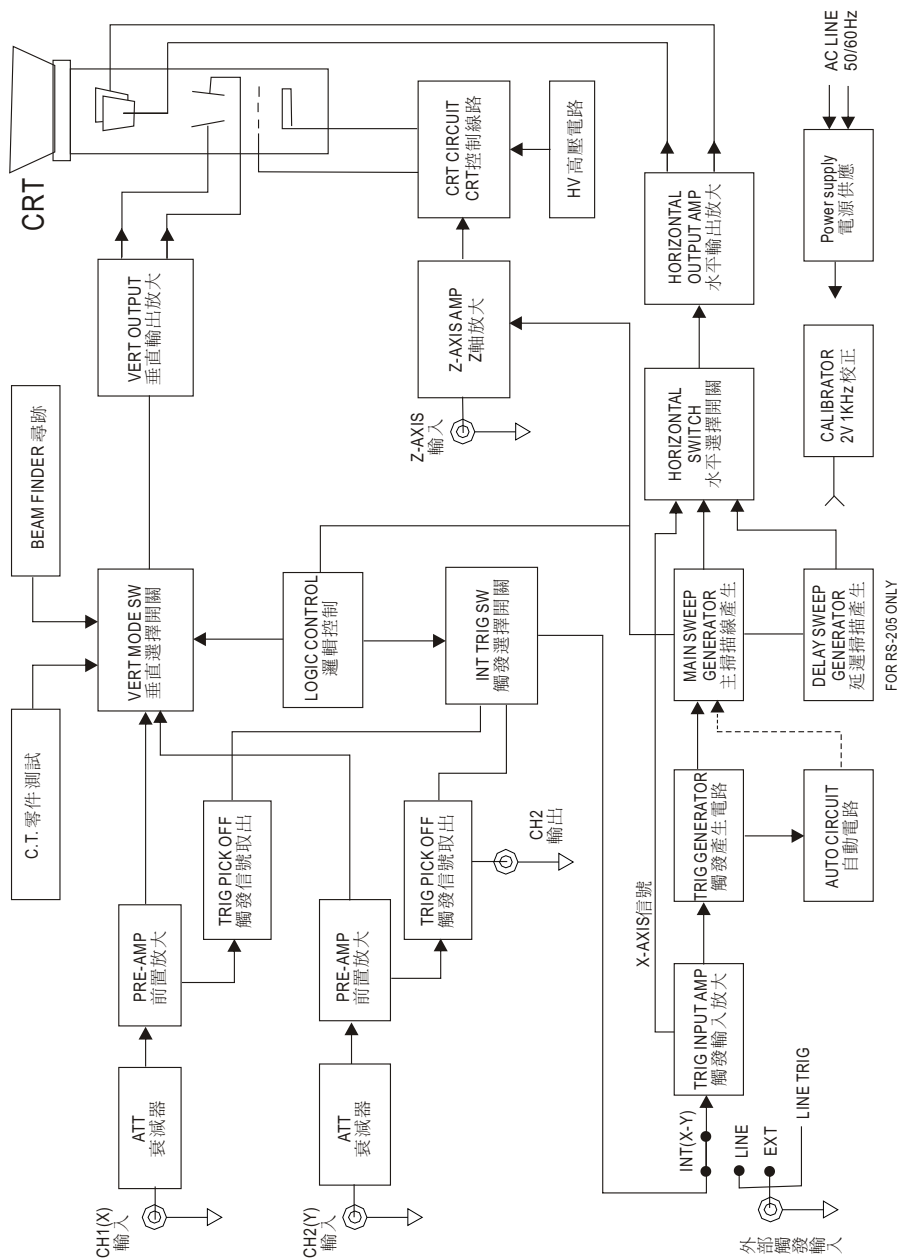 CH1(X)
輸入
ATT
衰減器
PRE-AMP
前置放大
TRIG PICK OFF
觸發信號取出
C.T. 零件測試
BEAM FINDER 尋跡
VERT MODE SW
垂直選擇開關
VERT OUTPUT
垂直輸出放大
CRT
CH2(Y)
輸入
ATT
衰減器
PRE-AMP
前置放大
TRIG PICK OFF
觸發信號取出
CH2
輸出
LOGIC CONTROL
邏輯控制
INT TRIG SW
觸發選擇開關
Z-AXIS
輸入
Z-AXIS AMP
Z軸放大
CRT CIRCUIT
CRT控制線路
HV 高壓電路
外部觸發輸入
INT(X-Y)
LINE
EXT
LINE TRIG
TRIG INPUT AMP
觸發輸入放大
X-AXIS信號
TRIG GENERATOR
觸發產生電路
AUTO CIRCUIT
自動電路
MAIN SWEEP
GENERATOR
主掃描線產生
DELAY SWEEP
GENERATOR
延遲掃描產生
FOR RS-205 ONLY
HORIZONTAL
SWITCH
水平選擇開關
HORIZONTAL
OUTPUT AMP
水平輸出放大
CALIBRATOR
2V 1KHz 校正
Power supply
電源供應
AC LINE
50/60Hz